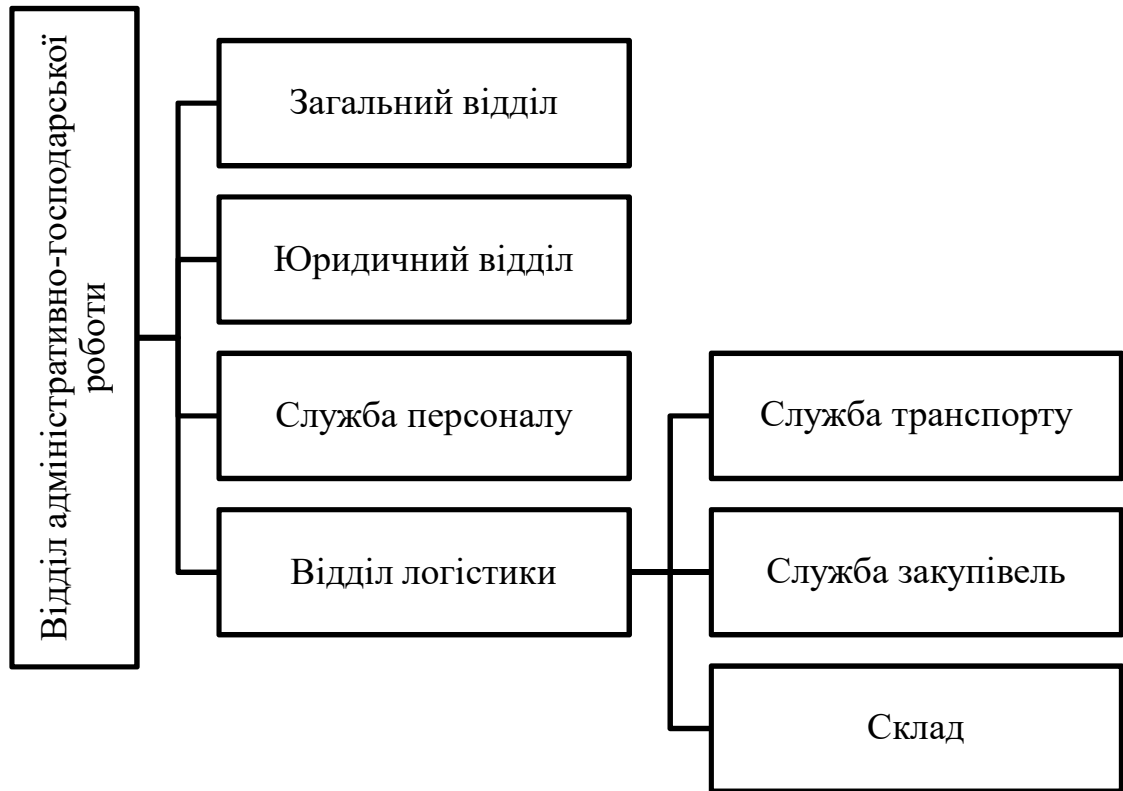 Відділ адміністративно-господарської
роботи
Загальний відділ
Юридичний відділ
Служба персоналу
Відділ логістики
Служба транспорту
Служба закупівель
Склад